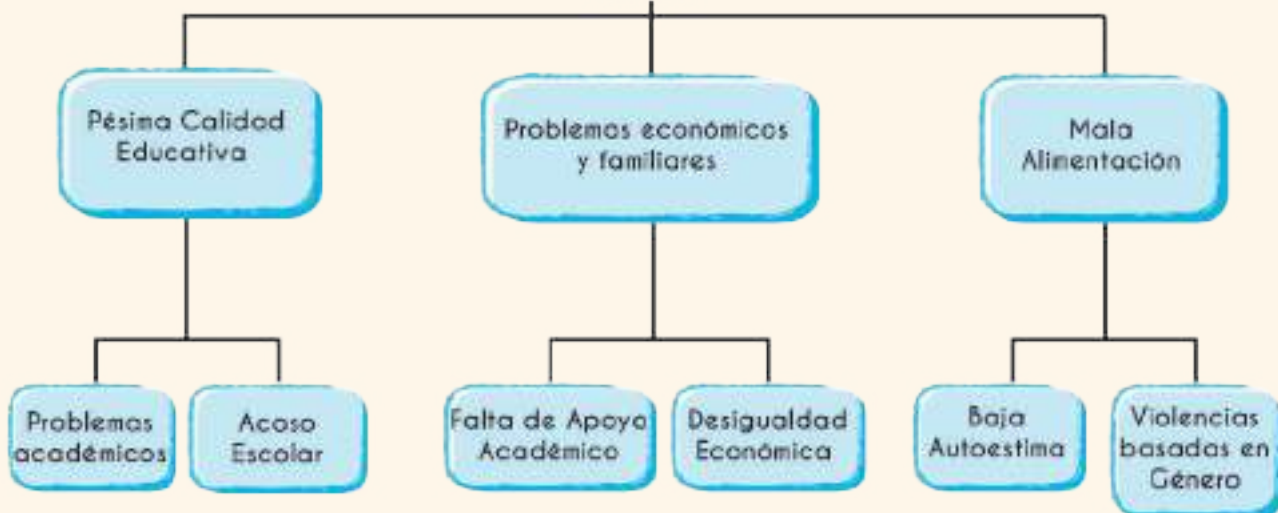 Pésima Calidad
Educativa
Problemas económicos
y familiares
Mala
Alimentación
Problemas
académicos
Acoso
Escolar
Falta de Apoyo
Académico
Desigualdad
Económica
Baja
Autoestima
Violencias
basadas en
Género